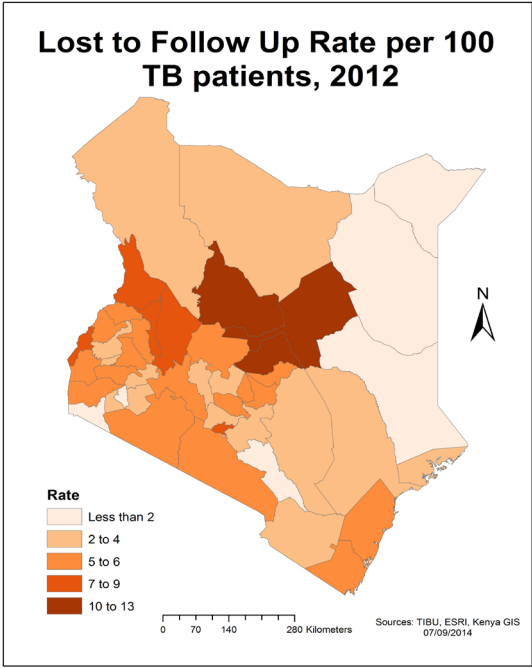 Lost to Follow Up Rate per 100
TB patients, 2012
N
Rate
Less than 2
2 to 4
5 to 6
7 to 9
10 to 13
0 70 140 280 Kilometers
Sources: TIBU, ESRI, Kenya GIS
07/09/2014